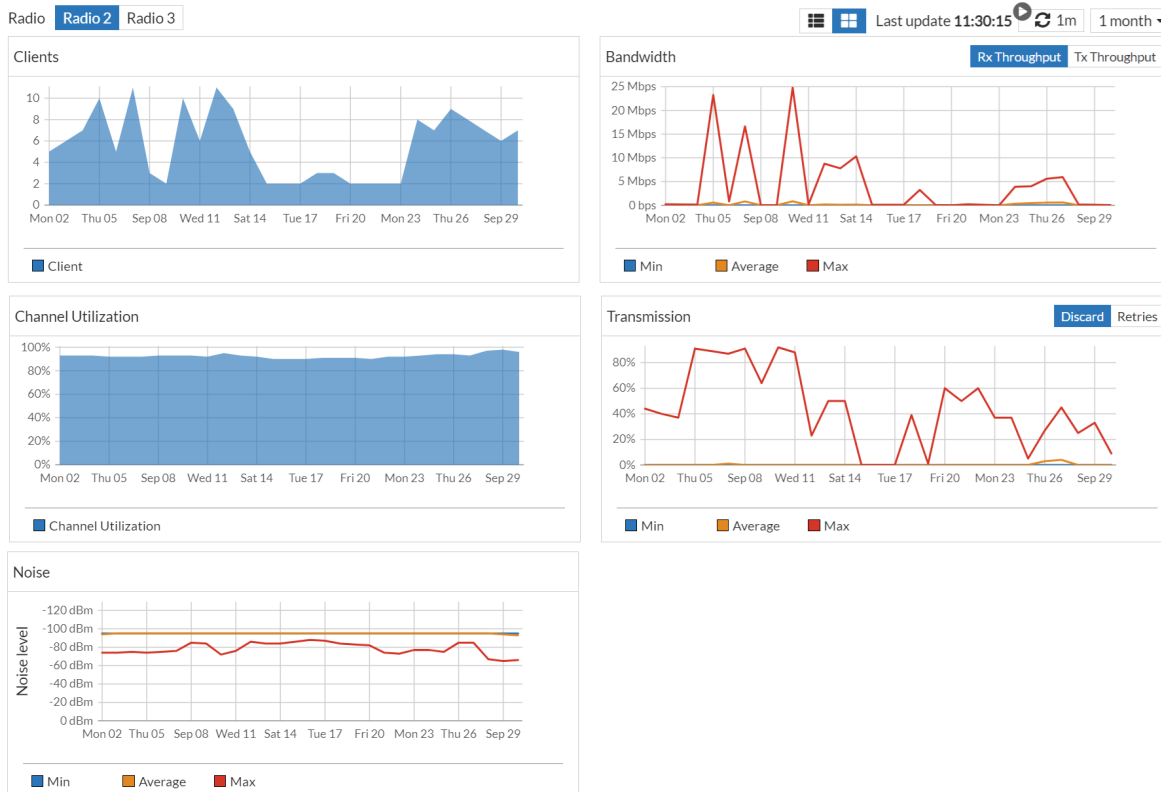 Radio Radio 2 Radio 3
Last update 11:30:15 1m 1 month
Clients
10
8
6
4
2
0
Mon 02 Thu 05 Sep 08 Wed 11 Sat 14 Tue 17 Fri 20 Mon 23 Thu 26 Sep 29
Client
Bandwidth Rx Throughput Tx Throughput
25 Mbps
20 Mbps
15 Mbps
10 Mbps
5 Mbps
0 bps
Mon 02 Thu 05 Sep 08 Wed 11 Sat 14 Tue 17 Fri 20 Mon 23 Thu 26 Sep 29
Min Average Max
Channel Utilization
100%
80%
60%
40%
20%
0%
Mon 02 Thu 05 Sep 08 Wed 11 Sat 14 Tue 17 Fri 20 Mon 23 Thu 26 Sep 29
Channel Utilization
Transmission Discard Retries
80%
60%
40%
20%
0%
Mon 02 Thu 05 Sep 08 Wed 11 Sat 14 Tue 17 Fri 20 Mon 23 Thu 26 Sep 29
Min Average Max
Noise
Noise level
-120 dBm
-100 dBm
-80 dBm
-60 dBm
-40 dBm
-20 dBm
0 dBm
Mon 02 Thu 05 Sep 08 Wed 11 Sat 14 Tue 17 Fri 20 Mon 23 Thu 26 Sep 29
Min Average Max